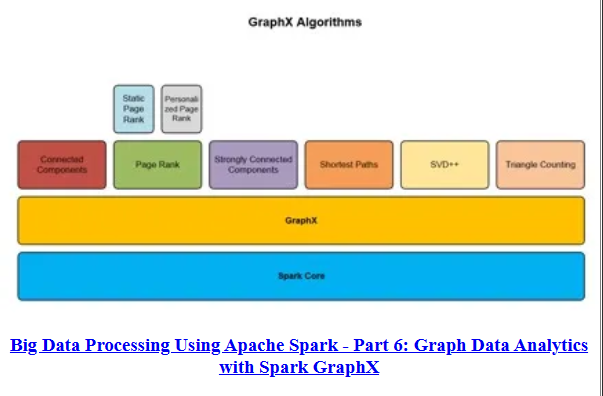 GraphX Algorithms
Static
Page
Rank
Personali
zed Page
Rank
Connected
Components
Page Rank
Strongly Connected
Components
Shortest Paths
SVD++
Triangle Counting
GraphX
Spark Core
Big Data Processing Using Apache Spark - Part 6: Graph Data Analytics
with Spark GraphX